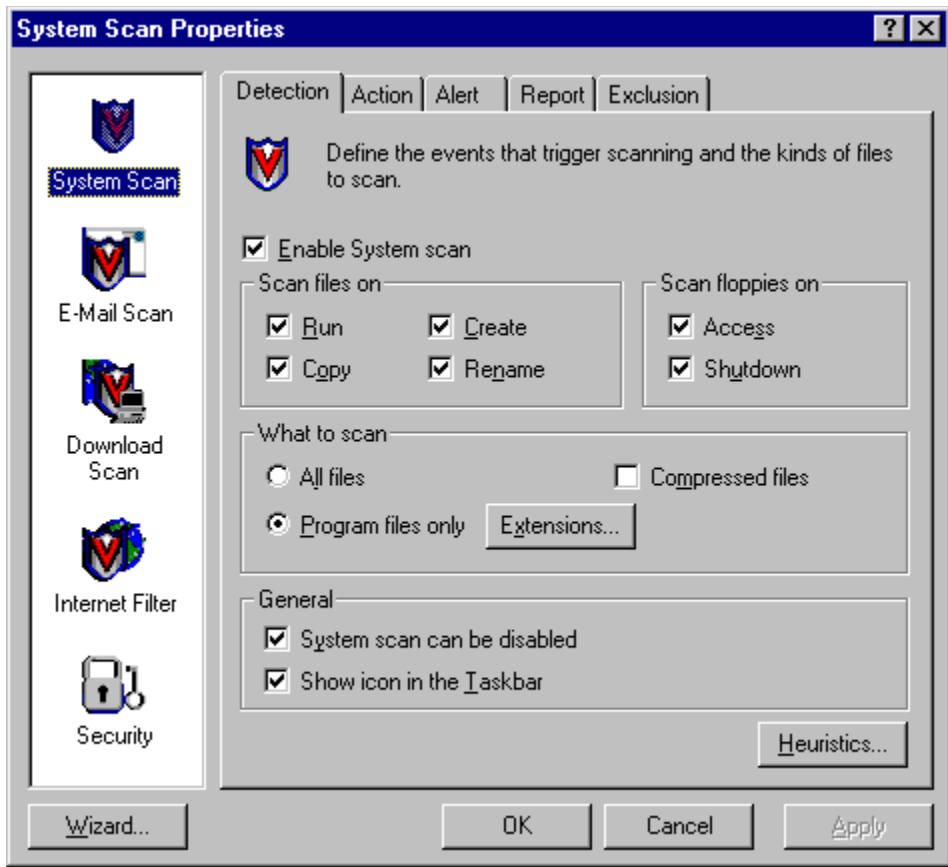 System Scan Properties
System Scan
E-Mail Scan
Download
Scan
Internet Filter
Security
Detection Action Alert Report Exclusion
Define the events that trigger scanning and the kinds of files
to scan.
Enable System scan
Scan files on
Run Create
Copy Rename
Scan floppies on
Access
Shutdown
What to scan
All files Compressed files
Program files only Extensions...
General
System scan can be disabled
Show icon in the Taskbar
Heuristics...
Wizard... OK Cancel Apply